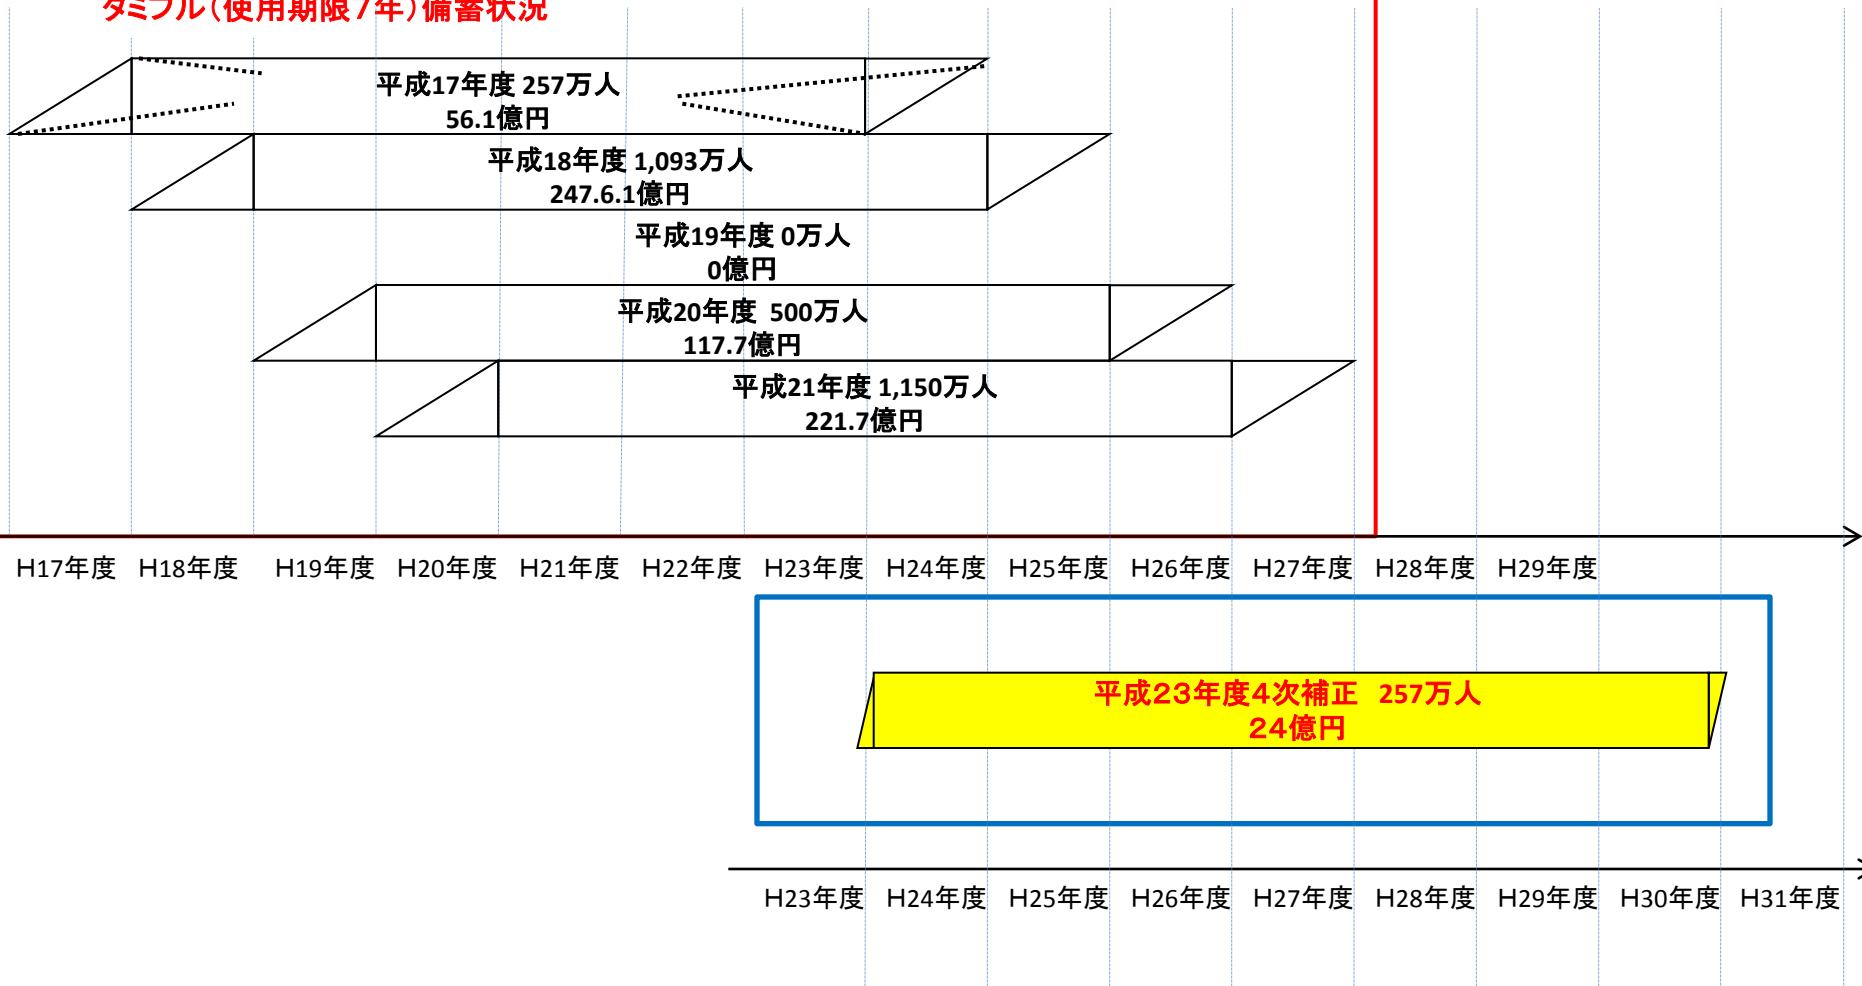 タミフル（使用期限7年）備蓄状況
平成17年度 257万人
56.1億円
平成18年度 1,093万人
247.6.1億円
平成19年度 0万人
0億円
平成20年度 500万人
117.7億円
平成21年度 1,150万人
221.7億円
H17年度 H18年度 H19年度 H20年度 H21年度 H22年度 H23年度 H24年度 H25年度 H26年度 H27年度 H28年度 H29年度
平成２３年度４次補正 257万人
２４億円
H23年度 H24年度 H25年度 H26年度 H27年度 H28年度 H29年度 H30年度 H31年度